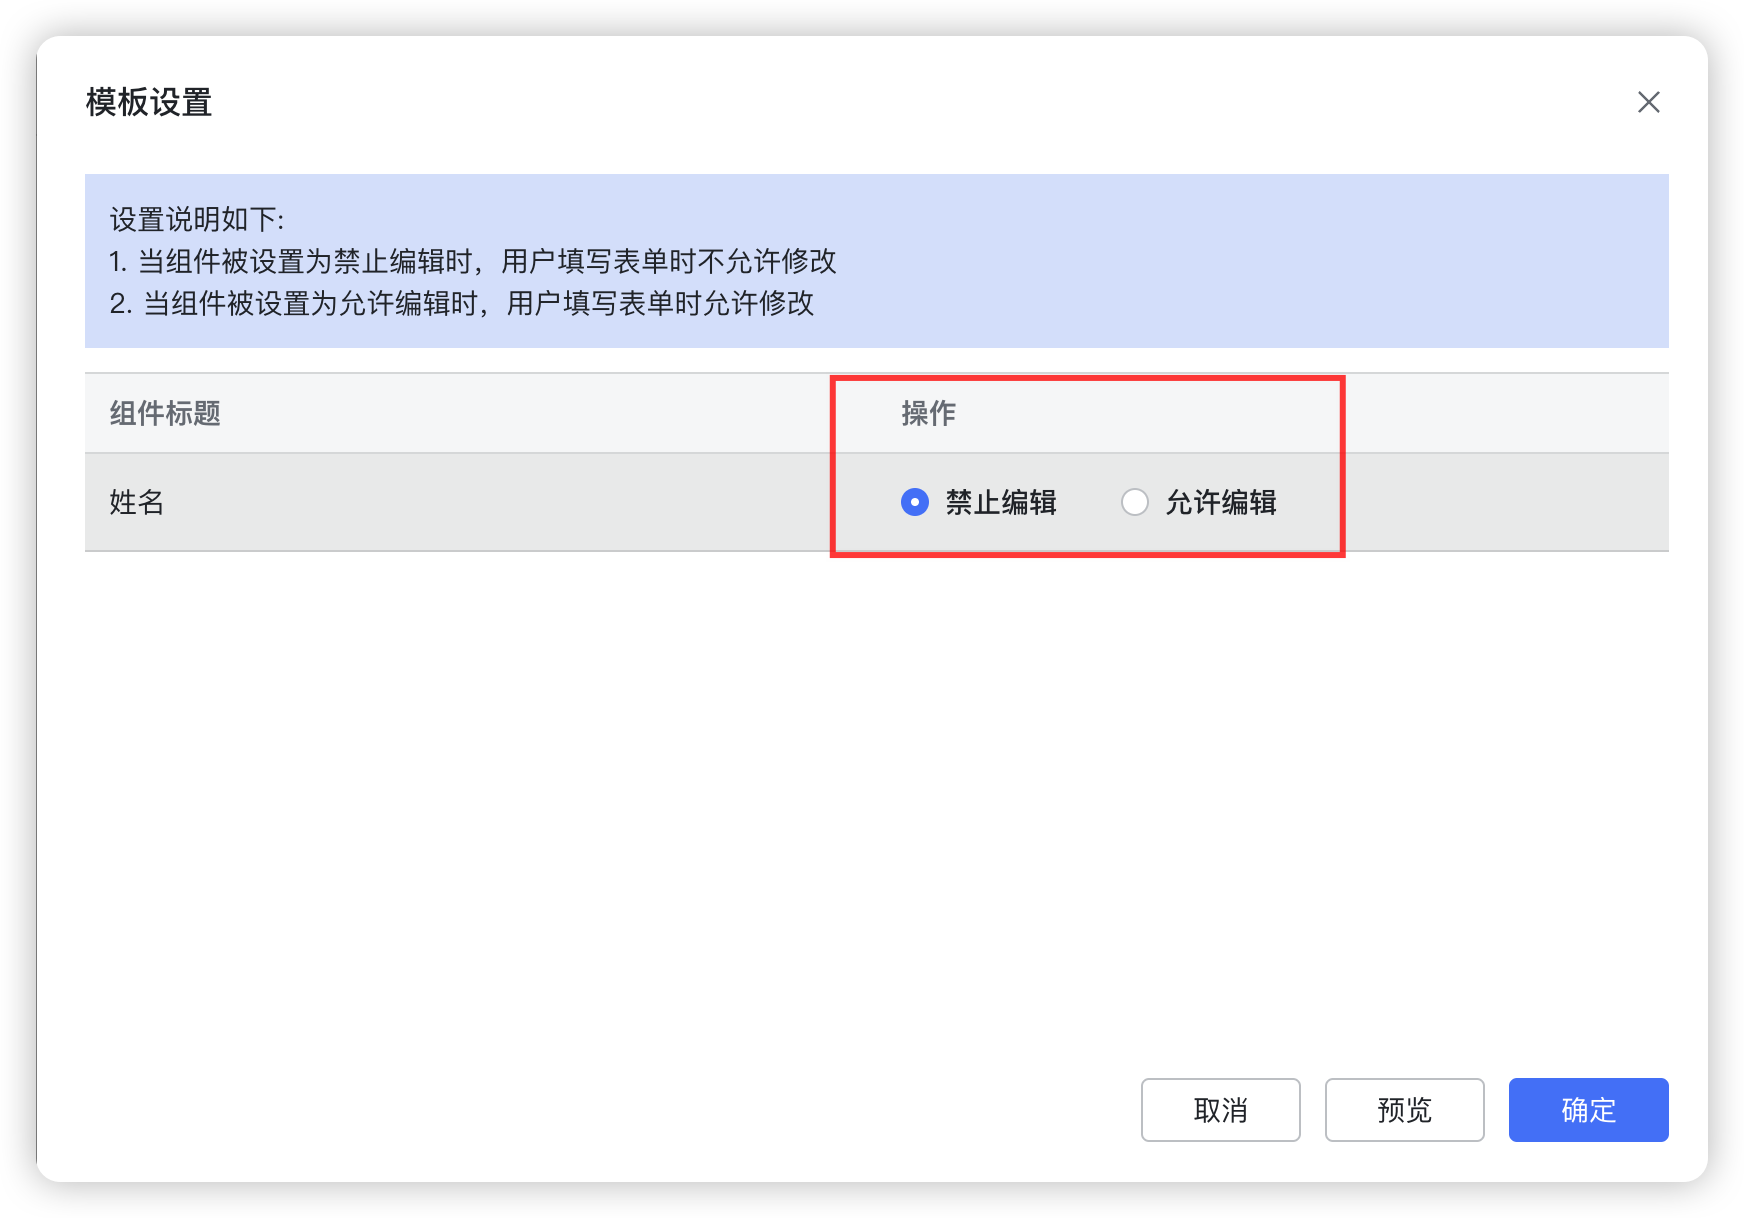 模板设置
设置说明如下:
1. 当组件被设置为禁止编辑时，用户填写表单时不允许修改
2. 当组件被设置为允许编辑时，用户填写表单时允许修改
组件标题 操作
姓名 禁止编辑 允许编辑
取消 预览 确定